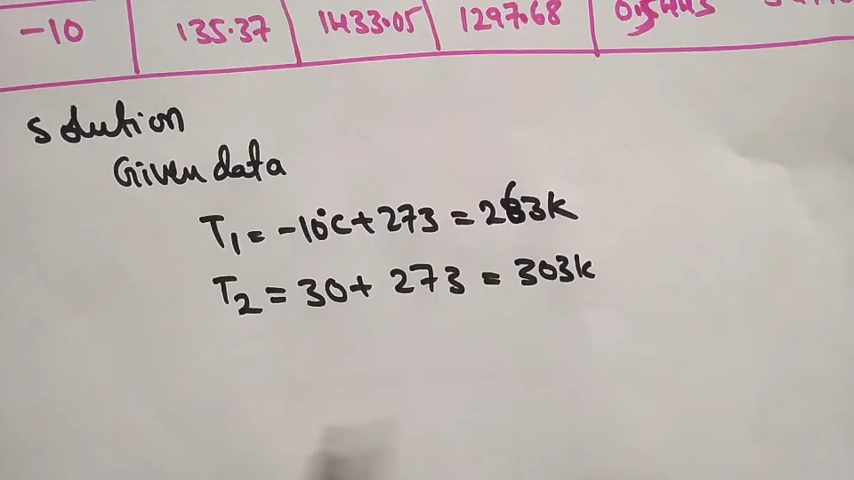 -10 135.37 1433.05 1297.68
Solution
Given data
T₁ = -10°C + 273 = 263K
T₂ = 30 + 273 = 303K